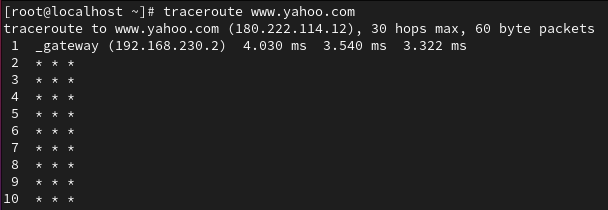 [root@localhost ~]# traceroute www.yahoo.com
traceroute to www.yahoo.com (180.222.114.12), 30 hops max, 60 byte packets
 1  _gateway (192.168.230.2)  4.030 ms  3.540 ms  3.322 ms
 2  * * *
 3  * * *
 4  * * *
 5  * * *
 6  * * *
 7  * * *
 8  * * *
 9  * * *
10  * * *